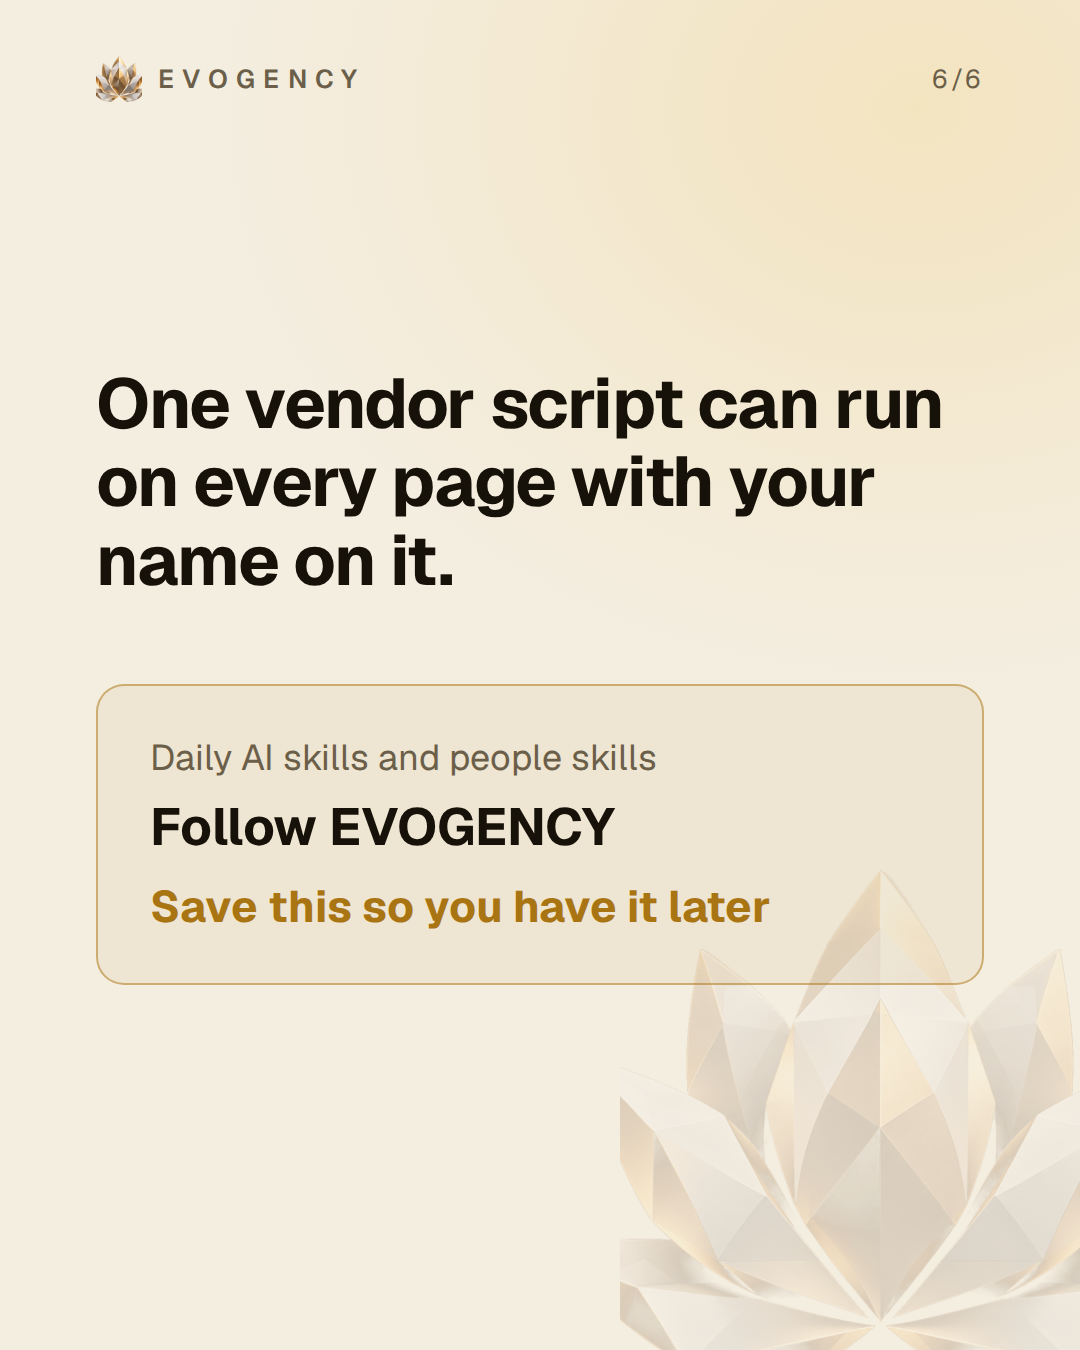 EVOGENCY
6/6
One vendor script can run
on every page with your
name on it.
Daily AI skills and people skills
Follow EVOGENCY
Save this so you have it later